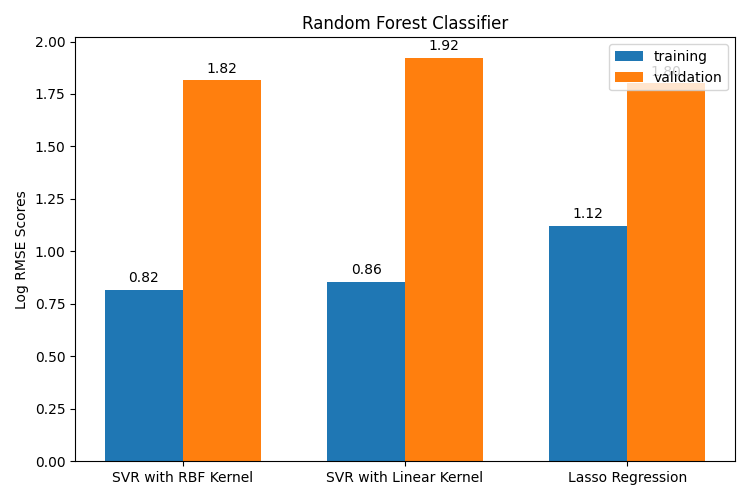 Random Forest Classifier
training
validation
2.00
1.75
1.50
1.25
1.00
0.75
0.50
0.25
0.00
Log RMSE Scores
0.82
1.82
0.86
1.92
1.12
1.80
SVR with RBF Kernel
SVR with Linear Kernel
Lasso Regression